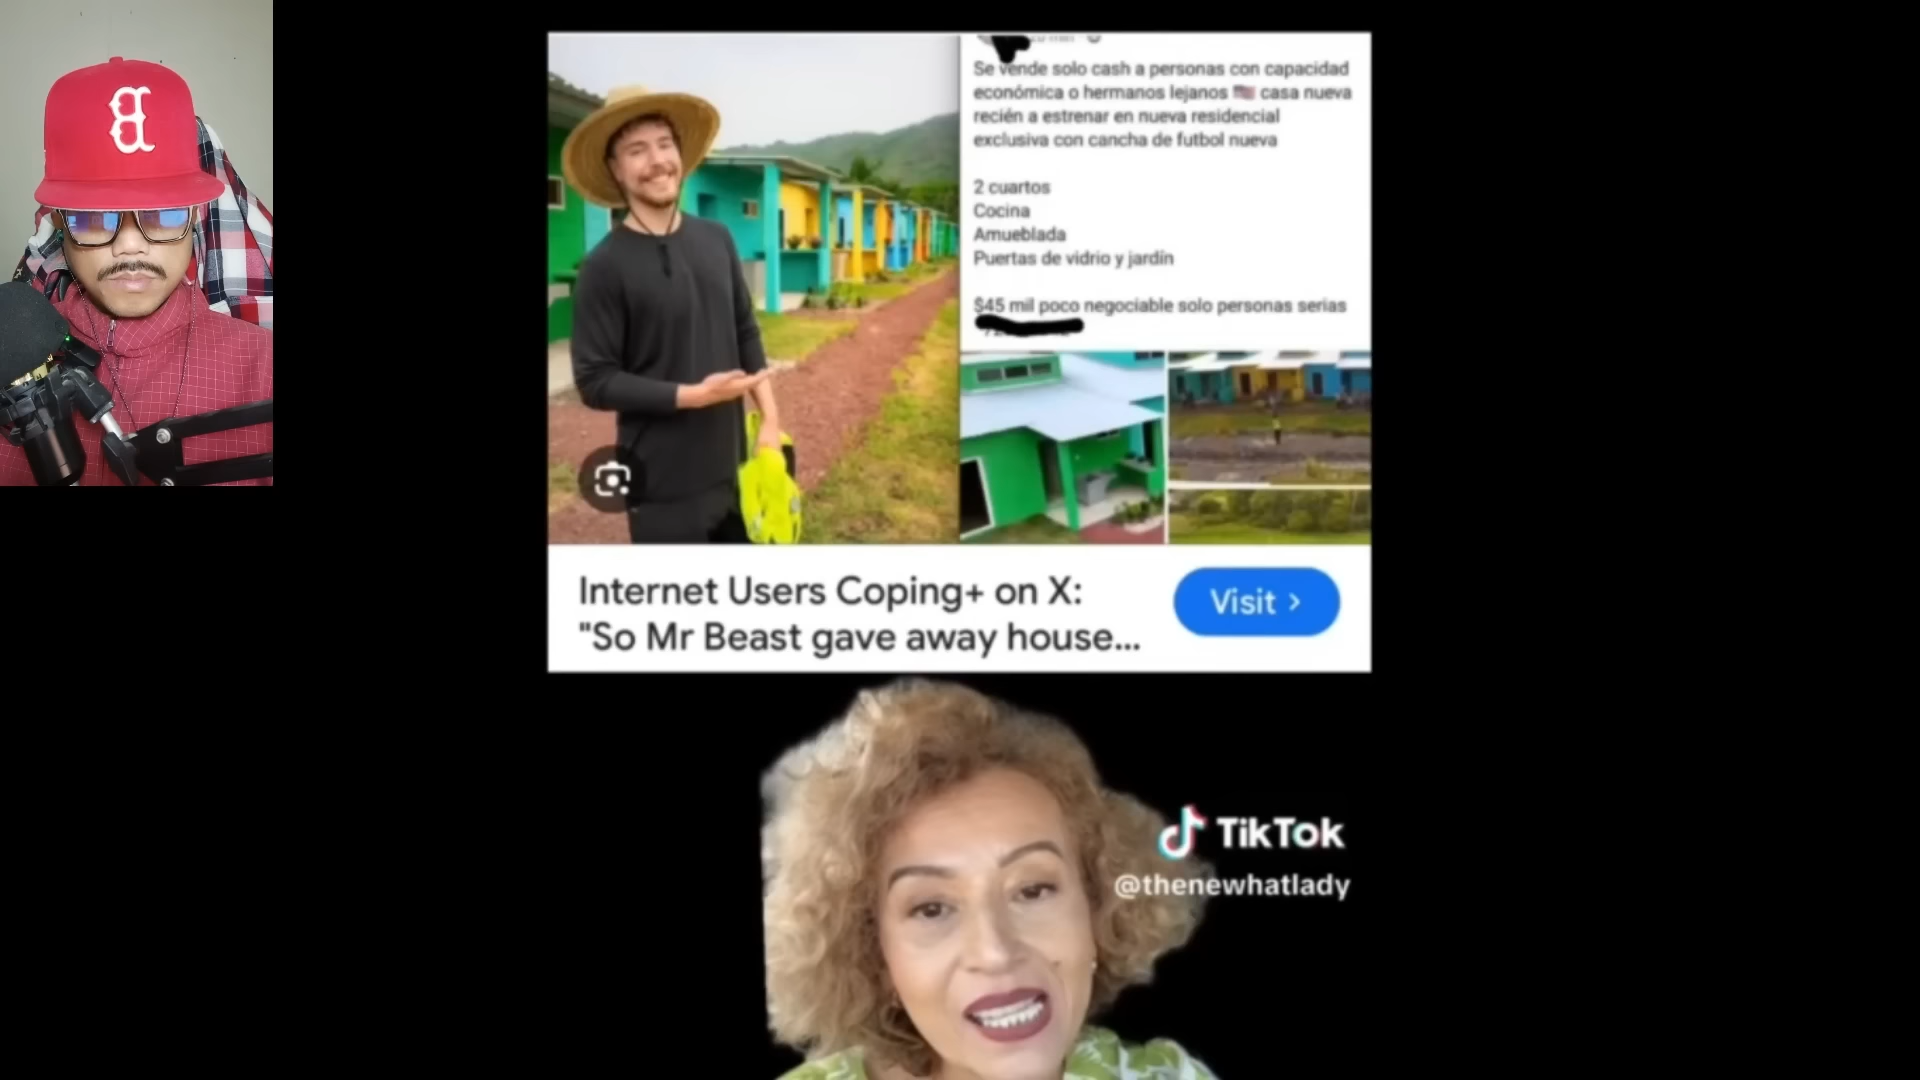 B
Se vende solo cash a personas con capacidad
económica o hermanos lejanos 🇺🇸 casa nueva
recién a estrenar en nueva residencial
exclusiva con cancha de futbol nueva
2 cuartos
Cocina
Amueblada
Puertas de vidrio y jardín
$45 mil poco negociable solo personas serias
Internet Users Coping+ on X:
"So Mr Beast gave away house...
Visit >
TikTok
@thenewhatlady